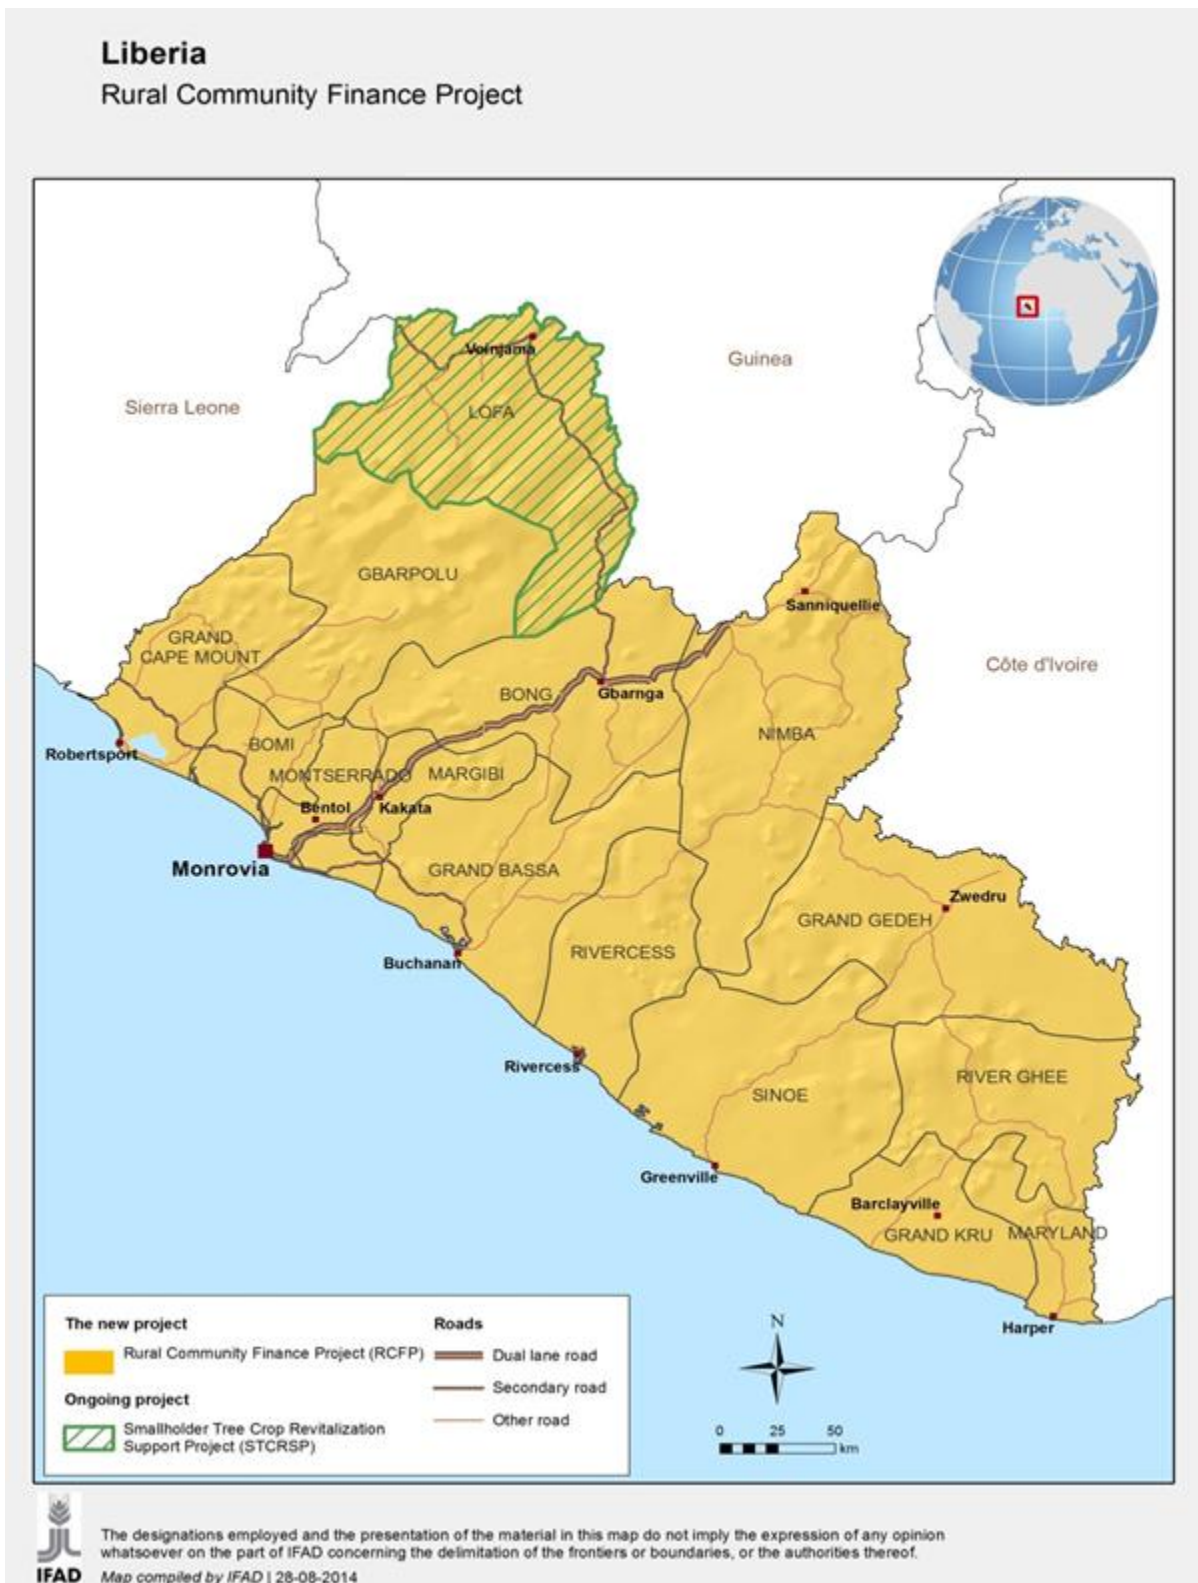 Liberia
Rural Community Finance Project
Guinea
Sierra Leone
Côte d'Ivoire
Voinjama
LOFA
GBARPOLU
Sanniquellie
GRAND
CAPE MOUNT
BONG
Gbarnga
NIMBA
Robertsport
BOMI
MONTSERRADO
MARGIBI
Bentol
Kakata
Monrovia
GRAND BASSA
Zwedru
GRAND GEDEH
Buchanan
RIVERCESS
Rivercess
RIVER GHEE
SINOE
Greenville
Barclayville
GRAND KRU
MARYLAND
Harper
The new project
Rural Community Finance Project (RCFP)
Ongoing project
Smallholder Tree Crop Revitalization
Support Project (STCRSP)
Roads
Dual lane road
Secondary road
Other road
N
0 25 50
km
IFAD
The designations employed and the presentation of the material in this map do not imply the expression of any opinion
whatsoever on the part of IFAD concerning the delimitation of the frontiers or boundaries, or the authorities thereof.
Map compiled by IFAD | 28-08-2014